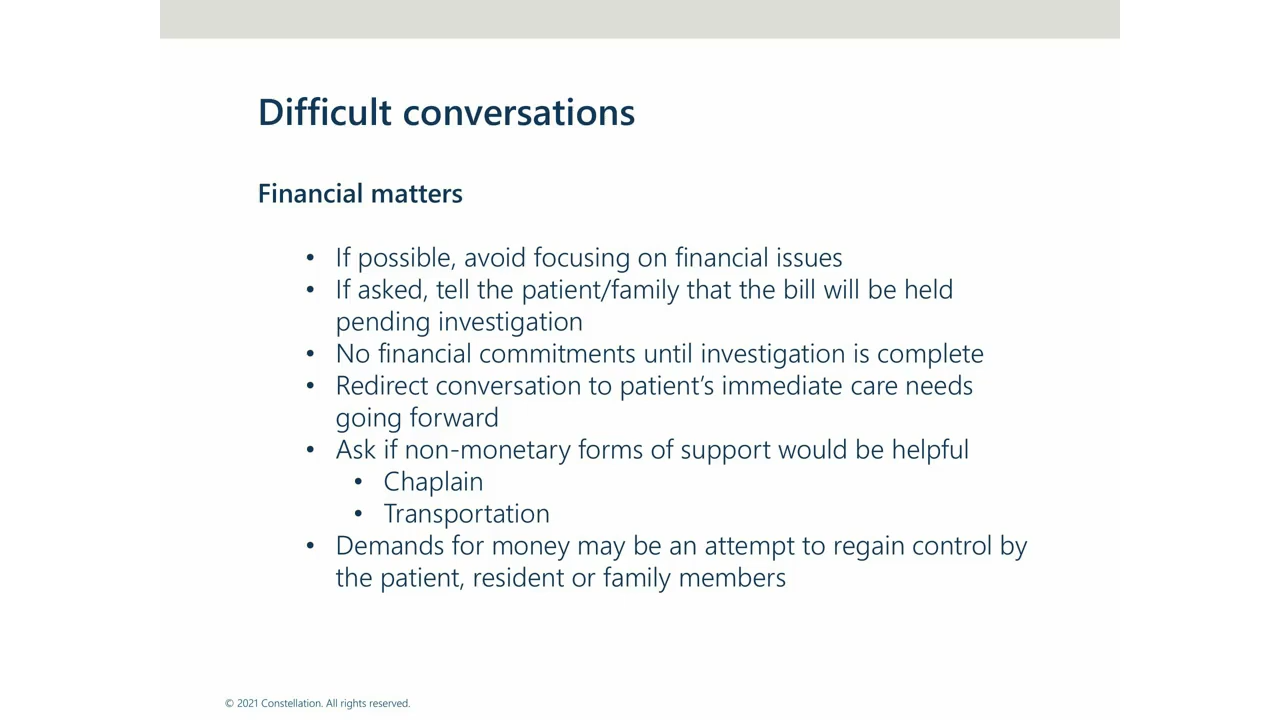 Difficult conversations
Financial matters
• If possible, avoid focusing on financial issues
• If asked, tell the patient/family that the bill will be held
pending investigation
• No financial commitments until investigation is complete
• Redirect conversation to patient’s immediate care needs
going forward
• Ask if non-monetary forms of support would be helpful
• Chaplain
• Transportation
• Demands for money may be an attempt to regain control by
the patient, resident or family members
© 2021 Constellation. All rights reserved.